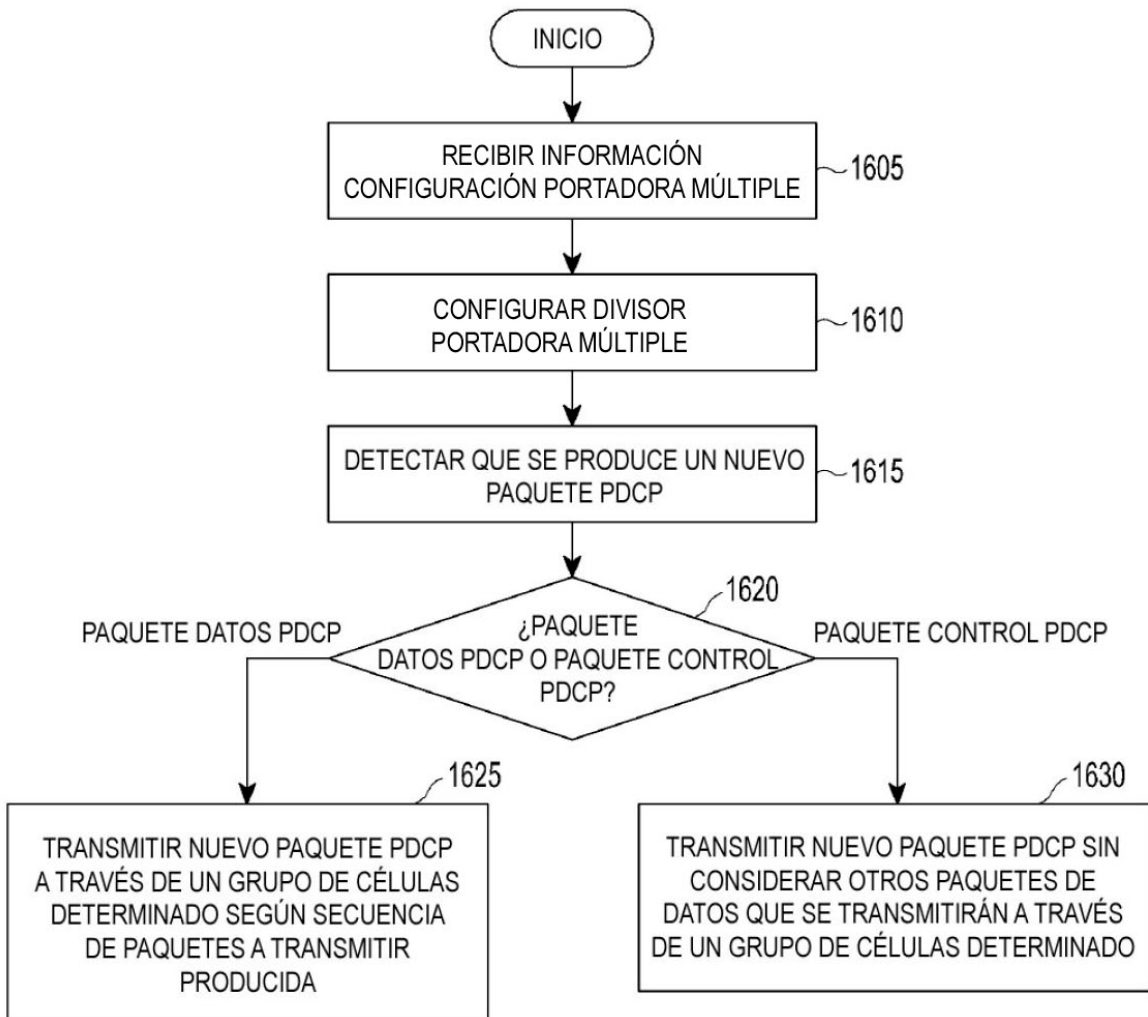 INICIO
RECIBIR INFORMACIÓN
CONFIGURACIÓN PORTADORA MÚLTIPLE
1605
CONFIGURAR DIVISOR
PORTADORA MÚLTIPLE
1610
DETECTAR QUE SE PRODUCE UN NUEVO
PAQUETE PDCP
1615
1620
¿PAQUETE
DATOS PDCP O PAQUETE CONTROL
PDCP?
PAQUETE DATOS PDCP
PAQUETE CONTROL PDCP
1625
TRANSMITIR NUEVO PAQUETE PDCP
A TRAVÉS DE UN GRUPO DE CÉLULAS
DETERMINADO SEGÚN SECUENCIA
DE PAQUETES A TRANSMITIR
PRODUCIDA
1630
TRANSMITIR NUEVO PAQUETE PDCP SIN
CONSIDERAR OTROS PAQUETES DE
DATOS QUE SE TRANSMITIRÁN A TRAVÉS
DE UN GRUPO DE CÉLULAS DETERMINADO